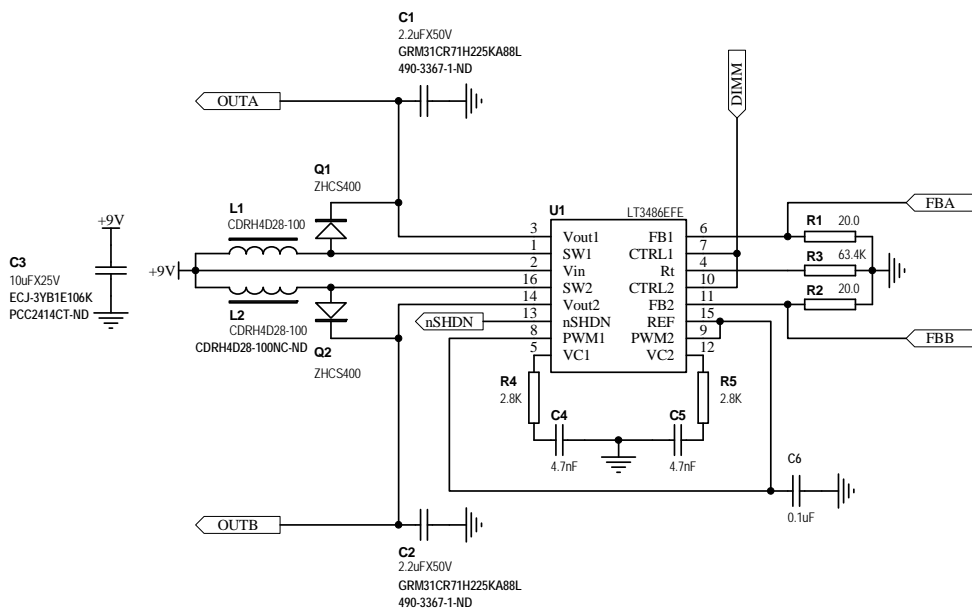 C1
2.2uFX50V
GRM31CR71H225KA88L
490-3367-1-ND
OUTA
DIMM
Q1
ZHCS400
L1
CDRH4D28-100
+9V
C3
10uFX25V
ECJ-3YB1E106K
PCC2414CT-ND
+9V
L2
CDRH4D28-100
CDRH4D28-100NC-ND
Q2
ZHCS400
nSHDN
U1
LT3486EFE
3 Vout1 FB1 6
1 SW1 CTRL1 7
2 Vin Rt 4
16 SW2 CTRL2 10
14 Vout2 FB2 11
13 nSHDN REF 15
8 PWM1 PWM2 9
5 VC1 VC2 12
FBA
R1 20.0
R3 63.4K
R2 20.0
FBB
R4
2.8K
R5
2.8K
C4
4.7nF
C5
4.7nF
C6
0.1uF
OUTB
C2
2.2uFX50V
GRM31CR71H225KA88L
490-3367-1-ND